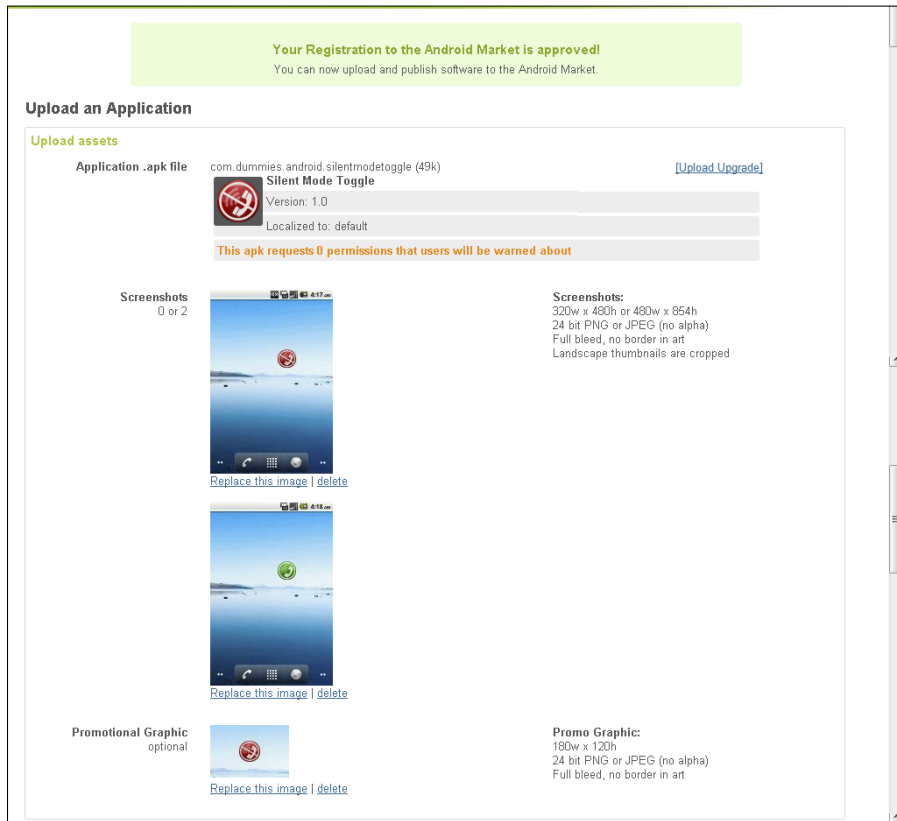 Your Registration to the Android Market is approved!
You can now upload and publish software to the Android Market.
Upload an Application
Upload assets
Application .apk file
com.dummies.android.silentmodetoggle (49k)
[Upload Upgrade]
Silent Mode Toggle
Version: 1.0
Localized to: default
This apk requests 0 permissions that users will be warned about
Screenshots
0 or 2
4:17 AM
Replace this image | delete
Screenshots:
320w x 480h or 480w x 854h
24 bit PNG or JPEG (no alpha)
Full bleed, no border in art
Landscape thumbnails are cropped
4:18 AM
Replace this image | delete
Promotional Graphic
optional
Replace this image | delete
Promo Graphic:
180w x 120h
24 bit PNG or JPEG (no alpha)
Full bleed, no border in art